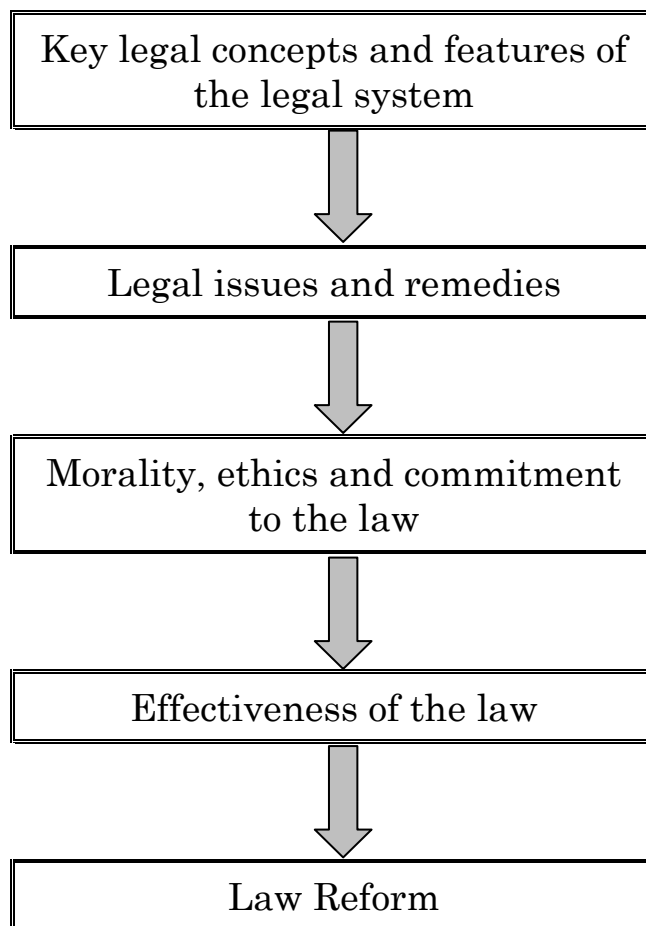 Key legal concepts and features of
the legal system
Legal issues and remedies
Morality, ethics and commitment
to the law
Effectiveness of the law
Law Reform